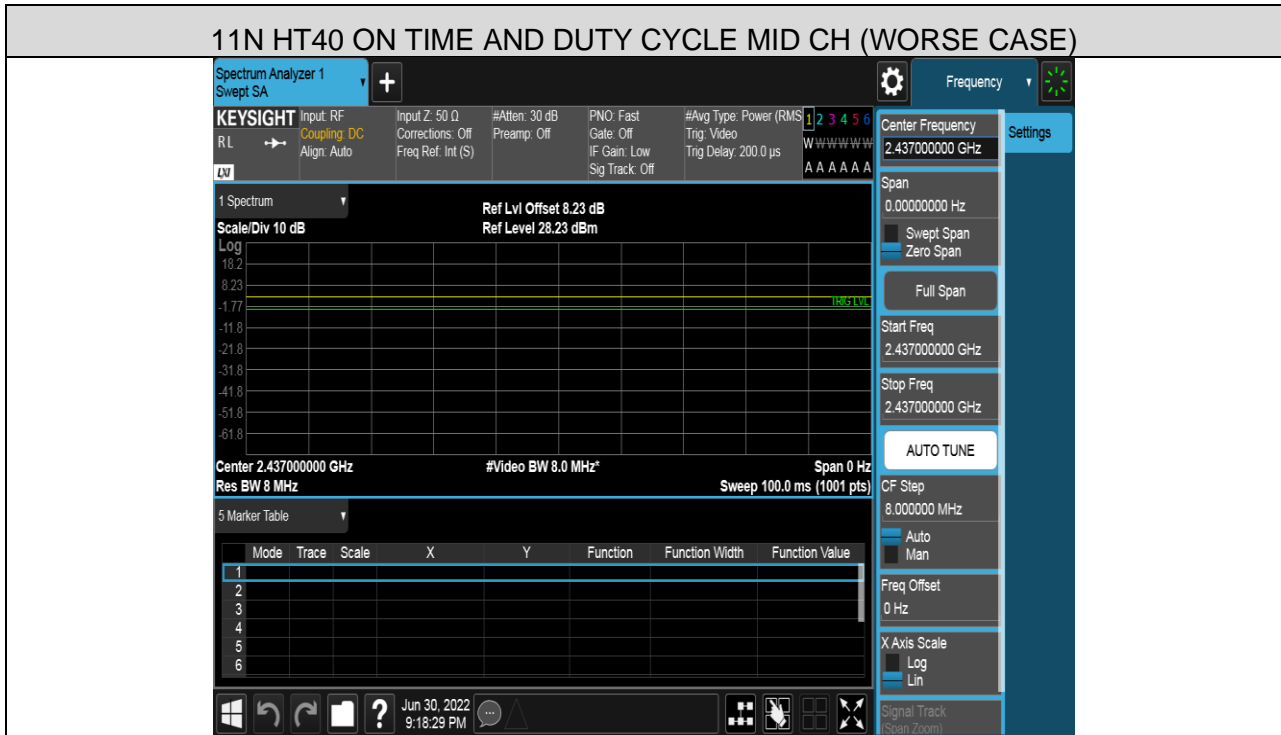 11N HT40 ON TIME AND DUTY CYCLE MID CH (WORSE CASE)
Spectrum Analyzer 1
Swept SA
+
Frequency
KEYSIGHT
RL
LXI
Input: RF
Coupling: DC
Align: Auto
Input Z: 50 Ω
Corrections: Off
Freq Ref: Int (S)
#Atten: 30 dB
Preamp: Off
PNO: Fast
Gate: Off
IF Gain: Low
Sig Track: Off
#Avg Type: Power (RMS
Trig: Video
Trig Delay: 200.0 µs
1 2 3 4 5 6
W W W W W W
A A A A A A
1 Spectrum
Scale/Div 10 dB
Ref Lvl Offset 8.23 dB
Ref Level 28.23 dBm
Log
18.2
8.23
-1.77
-11.8
-21.8
-31.8
-41.8
-51.8
-61.8
TRIG LVL
Center 2.437000000 GHz
#Video BW 8.0 MHz*
Span 0 Hz
Res BW 8 MHz
Sweep 100.0 ms (1001 pts)
5 Marker Table
Mode Trace Scale X Y Function Function Width Function Value
1
2
3
4
5
6
Jun 30, 2022
9:18:29 PM
?
Center Frequency
2.437000000 GHz
Settings
Span
0.00000000 Hz
Swept Span
Zero Span
Full Span
Start Freq
2.437000000 GHz
Stop Freq
2.437000000 GHz
AUTO TUNE
CF Step
8.000000 MHz
Auto
Man
Freq Offset
0 Hz
X Axis Scale
Log
Lin
Signal Track
(Span Zoom)